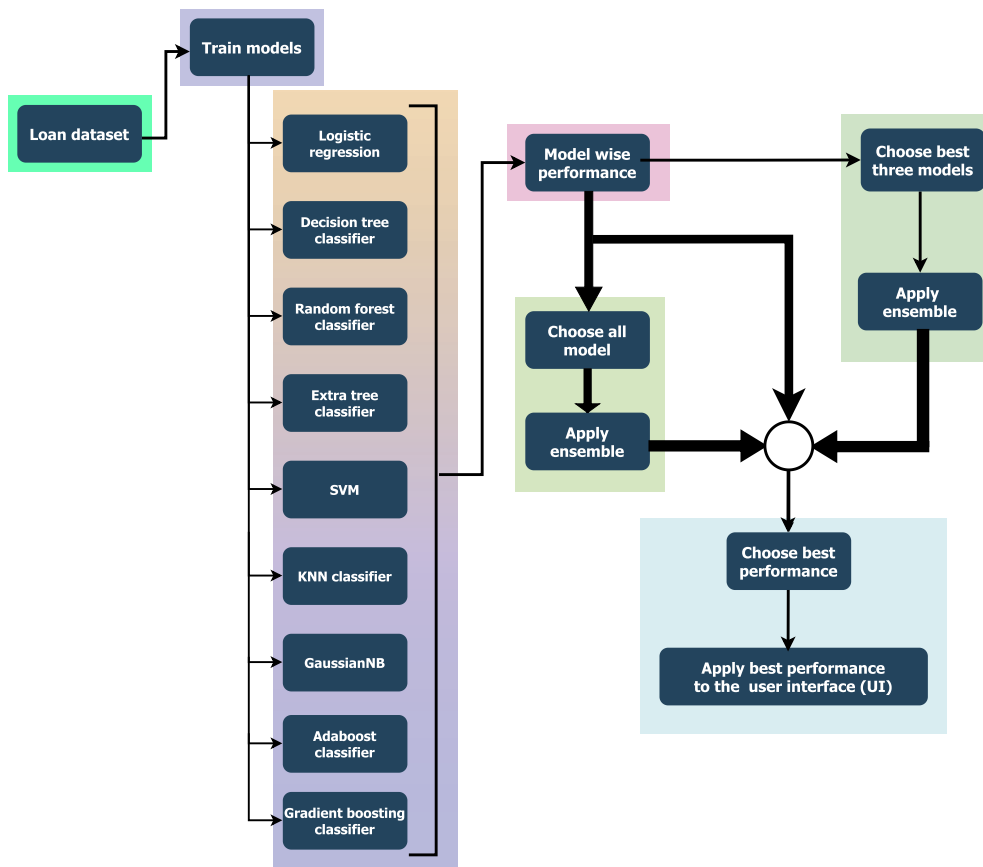 Train models
Loan dataset
Logistic
regression
Decision tree
classifier
Random forest
classifier
Extra tree
classifier
SVM
KNN classifier
GaussianNB
Adaboost
classifier
Gradient boosting
classifier
Model wise
performance
Choose best
three models
Apply
ensemble
Choose all
model
Apply
ensemble
Choose best
performance
Apply best performance
to the user interface (UI)